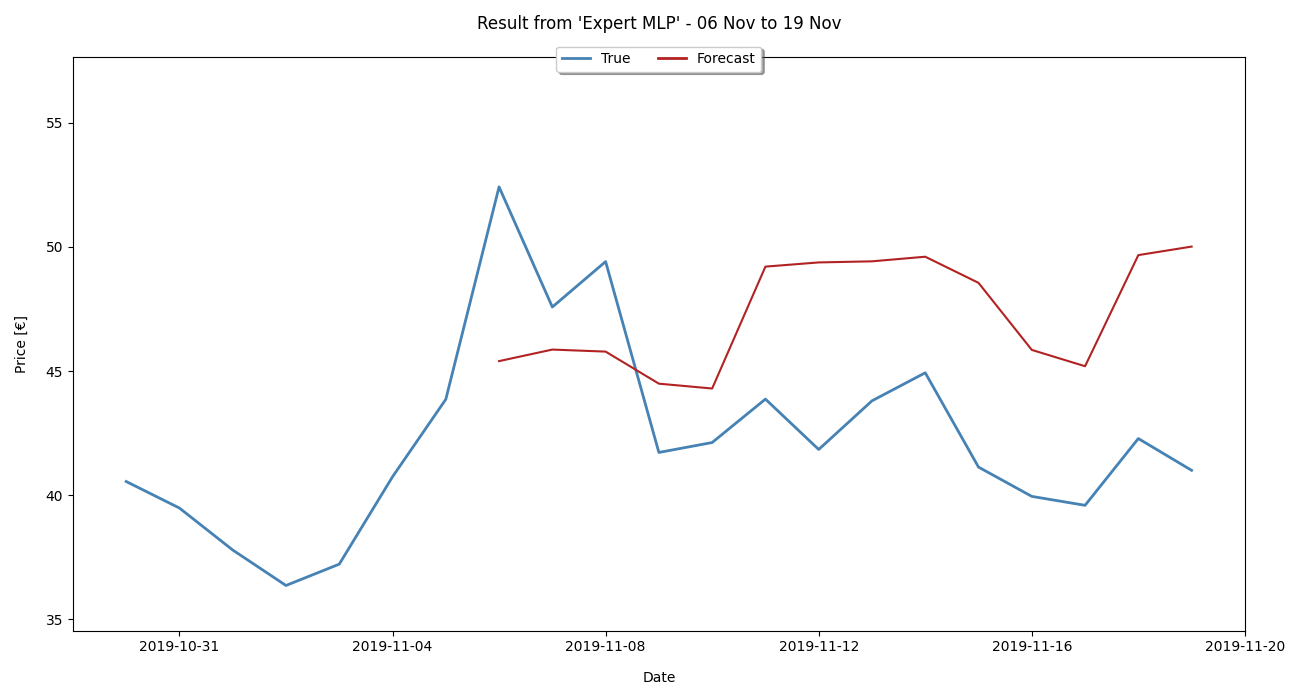 Result from 'Expert MLP' - 06 Nov to 19 Nov
True Forecast
55
50
45
40
35
Price [€]
2019-10-31 2019-11-04 2019-11-08 2019-11-12 2019-11-16 2019-11-20
Date